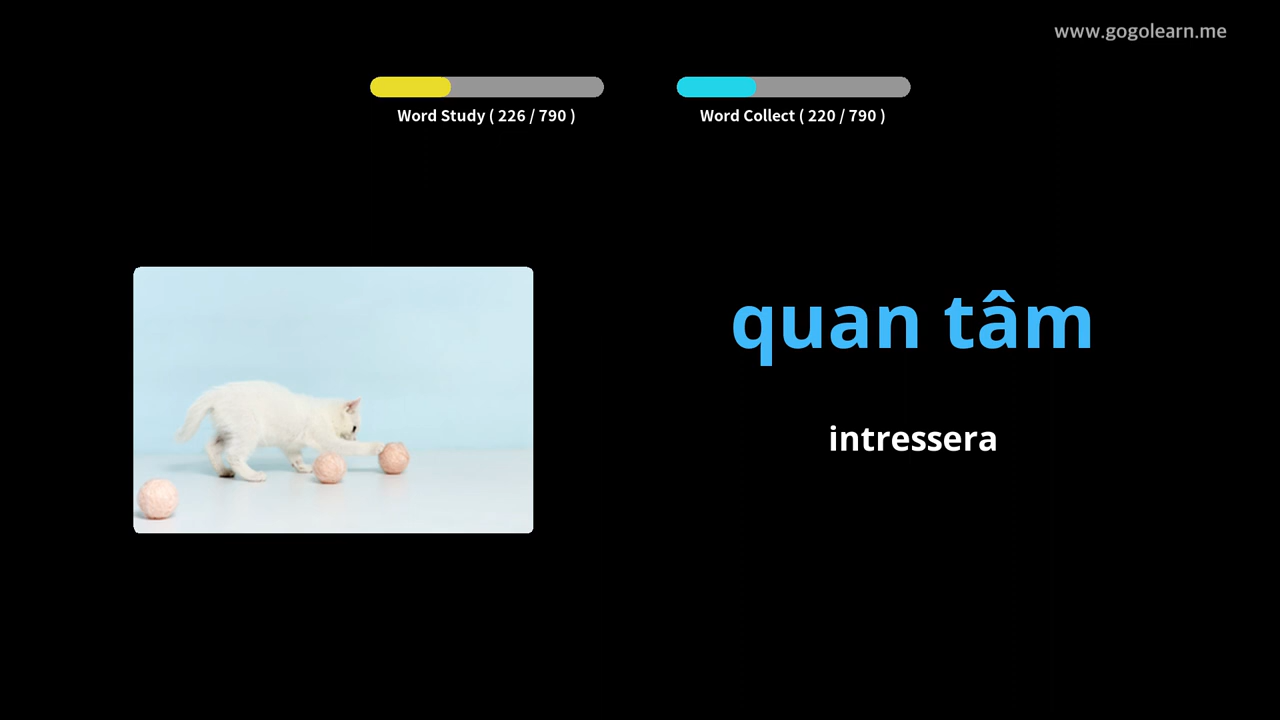 www.gogolearn.me
Word Study ( 226 / 790 )
Word Collect ( 220 / 790 )
quan tâm
intressera